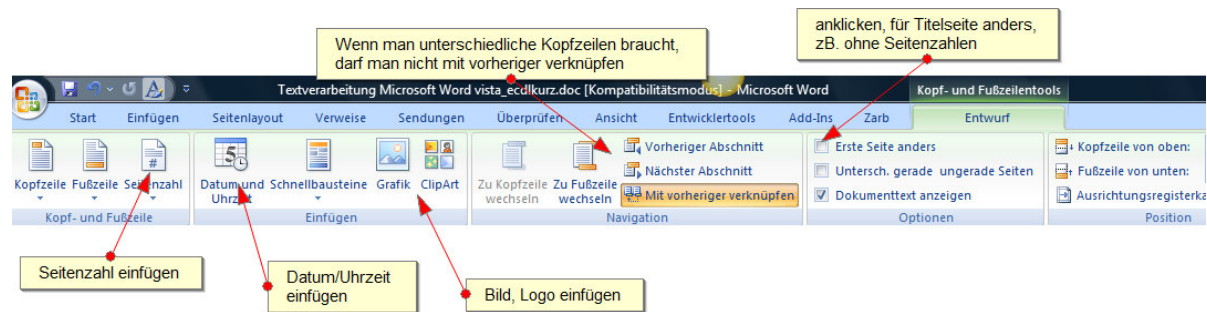 anklicken, für Titelseite anders,
zB. ohne Seitenzahlen
Wenn man unterschiedliche Kopfzeilen braucht,
darf man nicht mit vorheriger verknüpfen
Textverarbeitung Microsoft Word vista_ecdlkurz.doc [Kompatibilitätsmodus] - Microsoft Word
Kopf- und Fußzeilentools
Start Einfügen Seitenlayout Verweise Sendungen Überprüfen Ansicht Entwicklertools Add-Ins Zarb Entwurf
Vorheriger Abschnitt
Erste Seite anders
Kopfzeile von oben:
Nächster Abschnitt
Untersch. gerade ungerade Seiten
Fußzeile von unten:
Kopfzeile Fußzeile Seitenzahl
Datum und Uhrzeit
Schnellbausteine Grafik ClipArt
Zu Kopfzeile wechseln
Zu Fußzeile wechseln
Mit vorheriger verknüpfen
Dokumenttext anzeigen
Ausrichtungsregisterka
Kopf- und Fußzeile Einfügen Navigation Optionen Position
Seitenzahl einfügen
Datum/Uhrzeit
einfügen
Bild, Logo einfügen